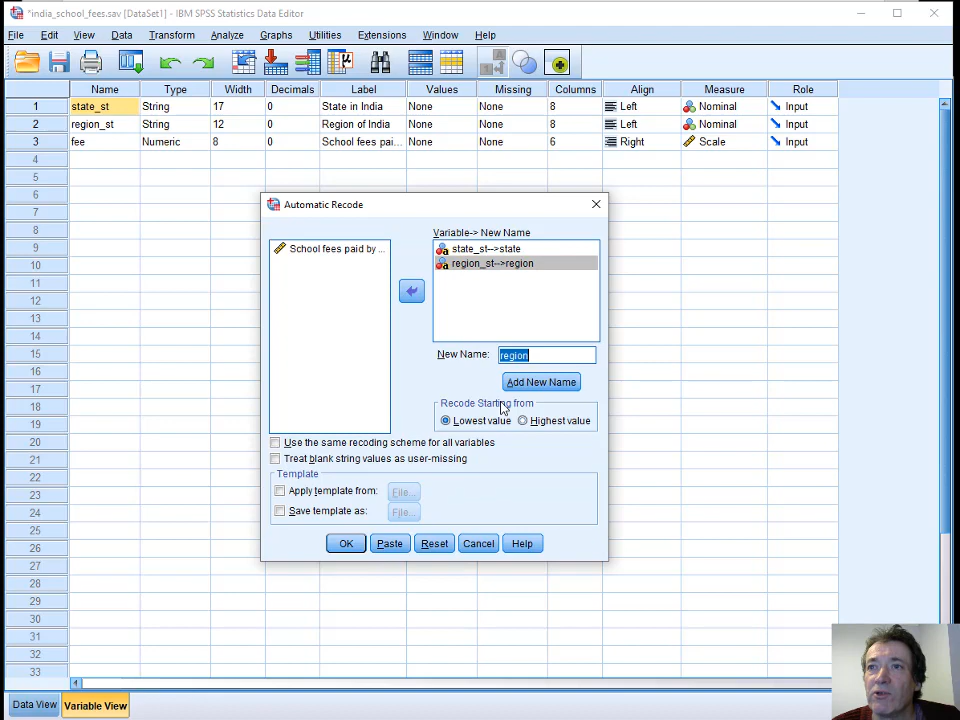 *india_school_fees.sav [DataSet1] - IBM SPSS Statistics Data Editor
File Edit View Data Transform Analyze Graphs Utilities Extensions Window Help
Name Type Width Decimals Label Values Missing Columns Align Measure Role
1 state_st String 17 0 State in India None None 8 Left Nominal Input
2 region_st String 12 0 Region of India None None 8 Left Nominal Input
3 fee Numeric 8 0 School fees pai... None None 6 Right Scale Input
4
5
6
7
8
9
10
11
12
13
14
15
16
17
18
19
20
21
22
23
24
25
26
27
28
29
30
31
32
33
Automatic Recode
Variable-> New Name
School fees paid by ...
state_st-->state
region_st-->region
New Name: region
Add New Name
Recode Starting from
Lowest value Highest value
Use the same recoding scheme for all variables
Treat blank string values as user-missing
Template
Apply template from: File...
Save template as: File...
OK Paste Reset Cancel Help
Data View Variable View